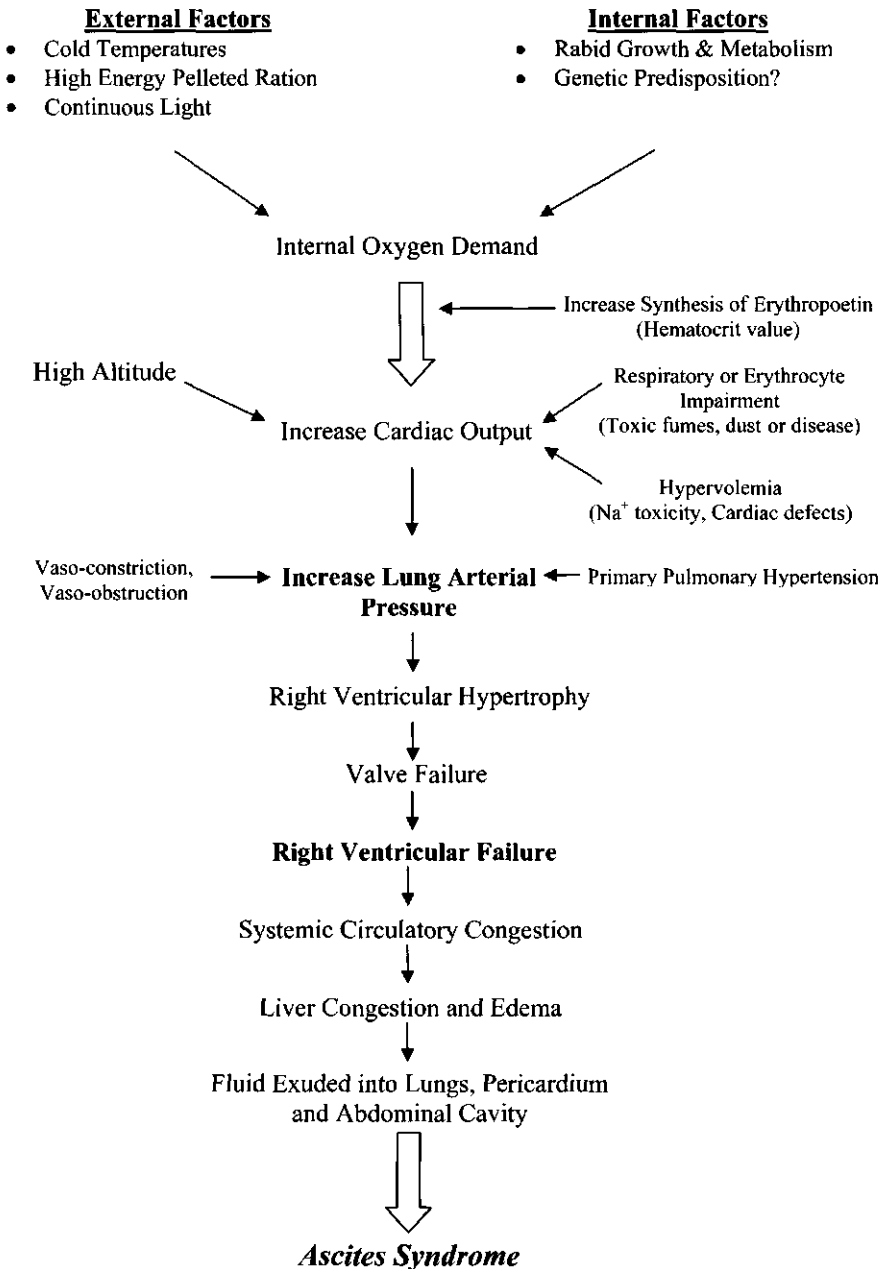 External Factors
• Cold Temperatures
• High Energy Pelleted Ration
• Continuous Light
Internal Factors
• Rabid Growth & Metabolism
• Genetic Predisposition?
Internal Oxygen Demand
Increase Synthesis of Erythropoetin
(Hematocrit value)
High Altitude
Respiratory or Erythrocyte
Impairment
(Toxic fumes, dust or disease)
Increase Cardiac Output
Hypervolemia
(Na⁺ toxicity, Cardiac defects)
Vaso-constriction,
Vaso-obstruction
Increase Lung Arterial
Pressure
Primary Pulmonary Hypertension
Right Ventricular Hypertrophy
Valve Failure
Right Ventricular Failure
Systemic Circulatory Congestion
Liver Congestion and Edema
Fluid Exuded into Lungs, Pericardium
and Abdominal Cavity
Ascites Syndrome